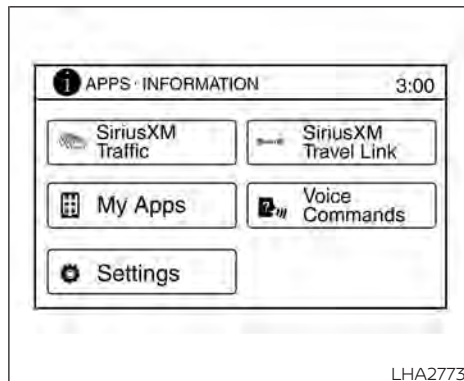 i APPS · INFORMATION 3:00
SiriusXM
Traffic
SiriusXM
Travel Link
My Apps
? Voice
Commands
Settings
LHA2773